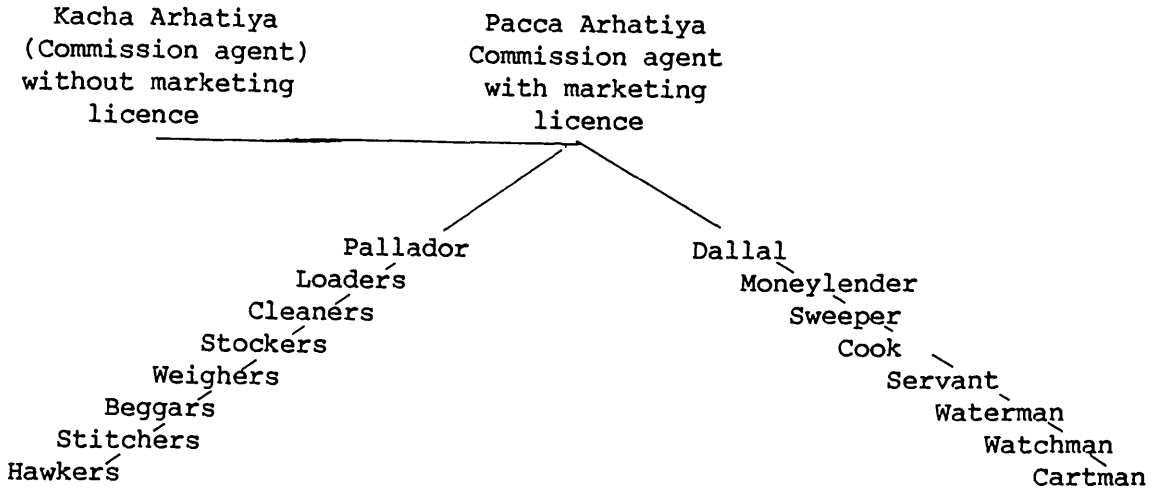 Kacha Arhatiya
(Commission agent)
without marketing
licence
Pacca Arhatiya
Commission agent
with marketing
licence
Pallador
Loaders
Cleaners
Stockers
Weighers
Beggars
Stitchers
Hawkers
Dallal
Moneylender
Sweeper
Cook
Servant
Waterman
Watchman
Cartman